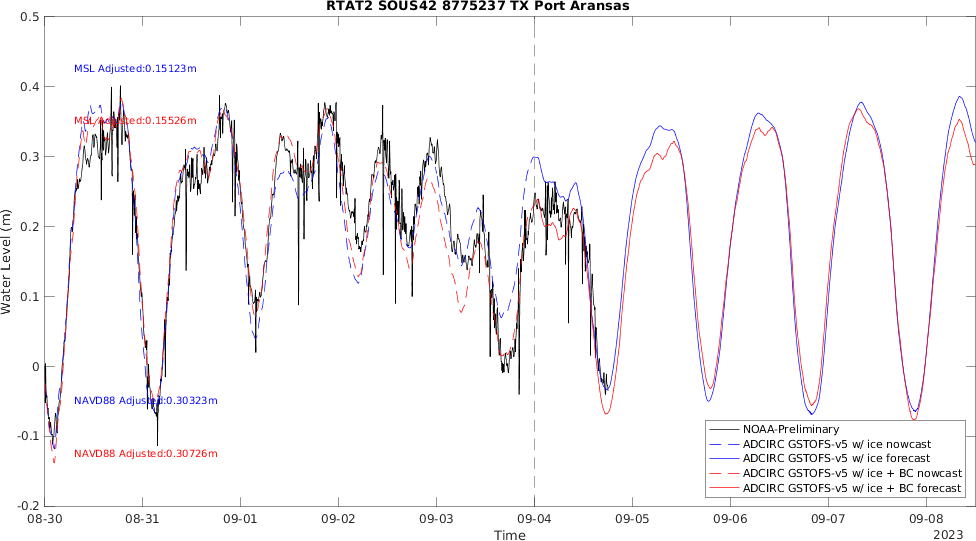 RTAT2 SOUS42 8775237 TX Port Aransas
0.5
0.4
0.3
0.2
0.1
0
-0.1
-0.2
Water Level (m)
MSL Adjusted:0.15123m
MSL Adjusted:0.15526m
NAVD88 Adjusted:0.30323m
NAVD88 Adjusted:0.30726m
NOAA-Preliminary
ADCIRC GSTOFS-v5 w/ ice nowcast
ADCIRC GSTOFS-v5 w/ ice forecast
ADCIRC GSTOFS-v5 w/ ice + BC nowcast
ADCIRC GSTOFS-v5 w/ ice + BC forecast
08-30 08-31 09-01 09-02 09-03 09-04 09-05 09-06 09-07 09-08
Time
2023